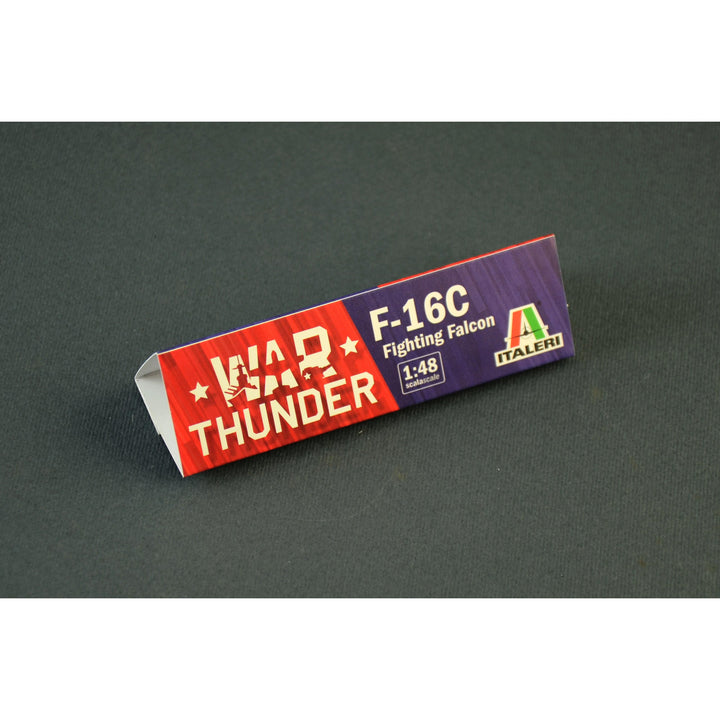 WAR
THUNDER
F-16C
Fighting Falcon
1:48
scalascale
ITALERI